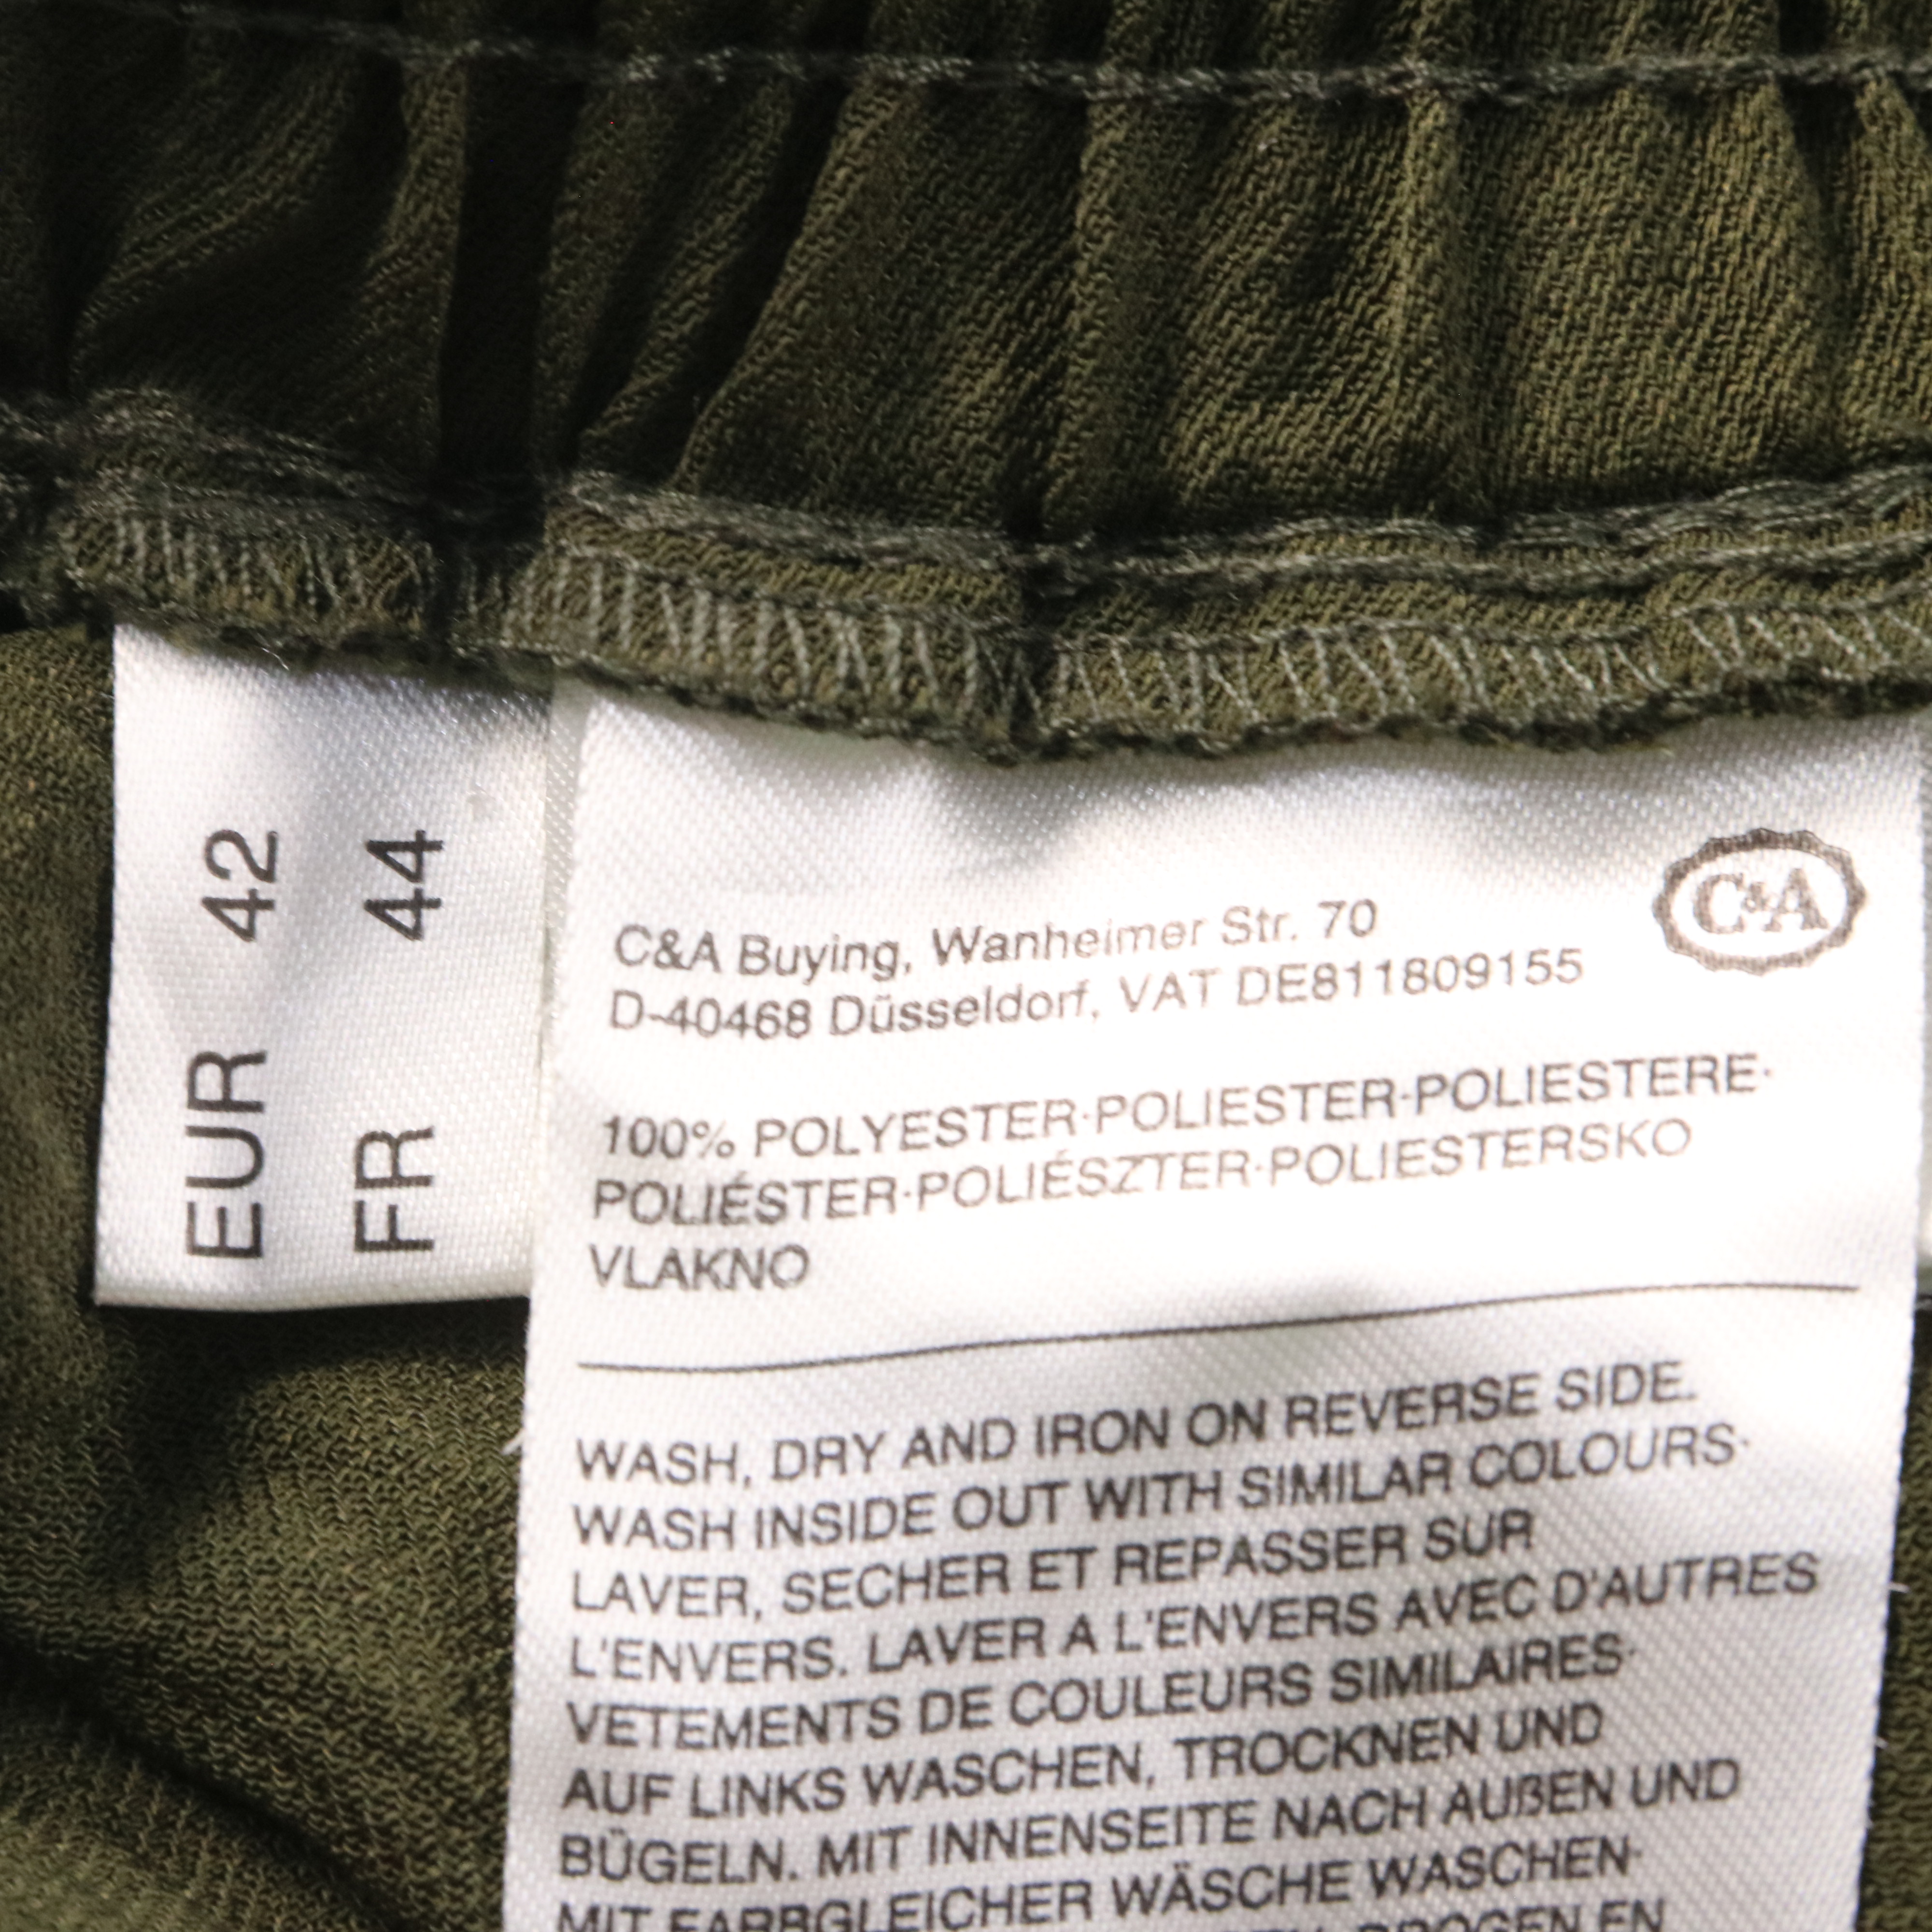 EUR 42
FR 44
C&A
C&A Buying, Wanheimer Str. 70
D-40468 Düsseldorf, VAT DE811809155
100% POLYESTER·POLIESTER·POLIESTERE·
POLIÉSTER·POLIÉSZTER·POLIESTERSKO
VLAKNO
WASH, DRY AND IRON ON REVERSE SIDE.
WASH INSIDE OUT WITH SIMILAR COLOURS·
LAVER, SECHER ET REPASSER SUR
L'ENVERS. LAVER A L'ENVERS AVEC D'AUTRES
VETEMENTS DE COULEURS SIMILAIRES·
AUF LINKS WASCHEN, TROCKNEN UND
BÜGELN. MIT INNENSEITE NACH AUßEN UND
MIT FARBGLEICHER WÄSCHE WASCHEN·
DROGEN EN